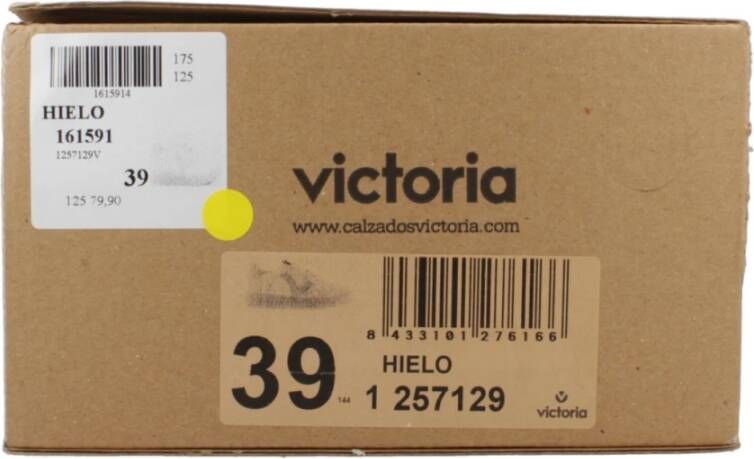 175
125
1615914
HIELO
161591
1257129V
39
125 79,90
victoria
www.calzadosvictoria.com
8 433101 276166
39
144
HIELO
1 257129
victoria